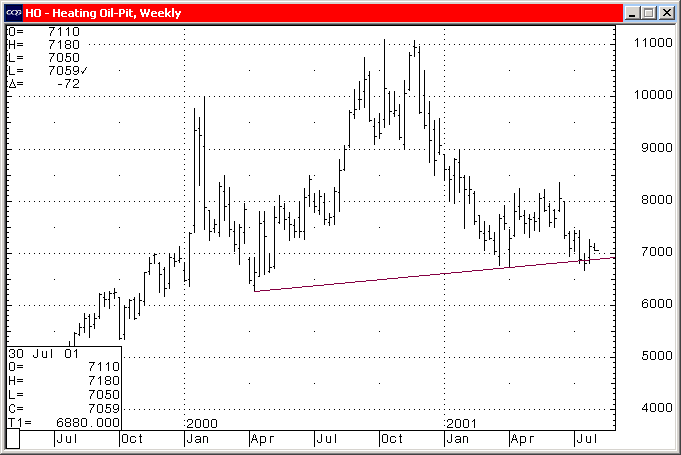 CQG HO - Heating Oil-Pit, Weekly
O= 7110
H= 7180
L= 7050
L= 7059✓
Δ= -72
11000
10000
9000
8000
7000
6000
5000
4000
30 Jul 01
O= 7110
H= 7180
L= 7050
C= 7059
T1= 6880.000
2000
2001
Jul Oct Jan Apr Jul Oct Jan Apr Jul